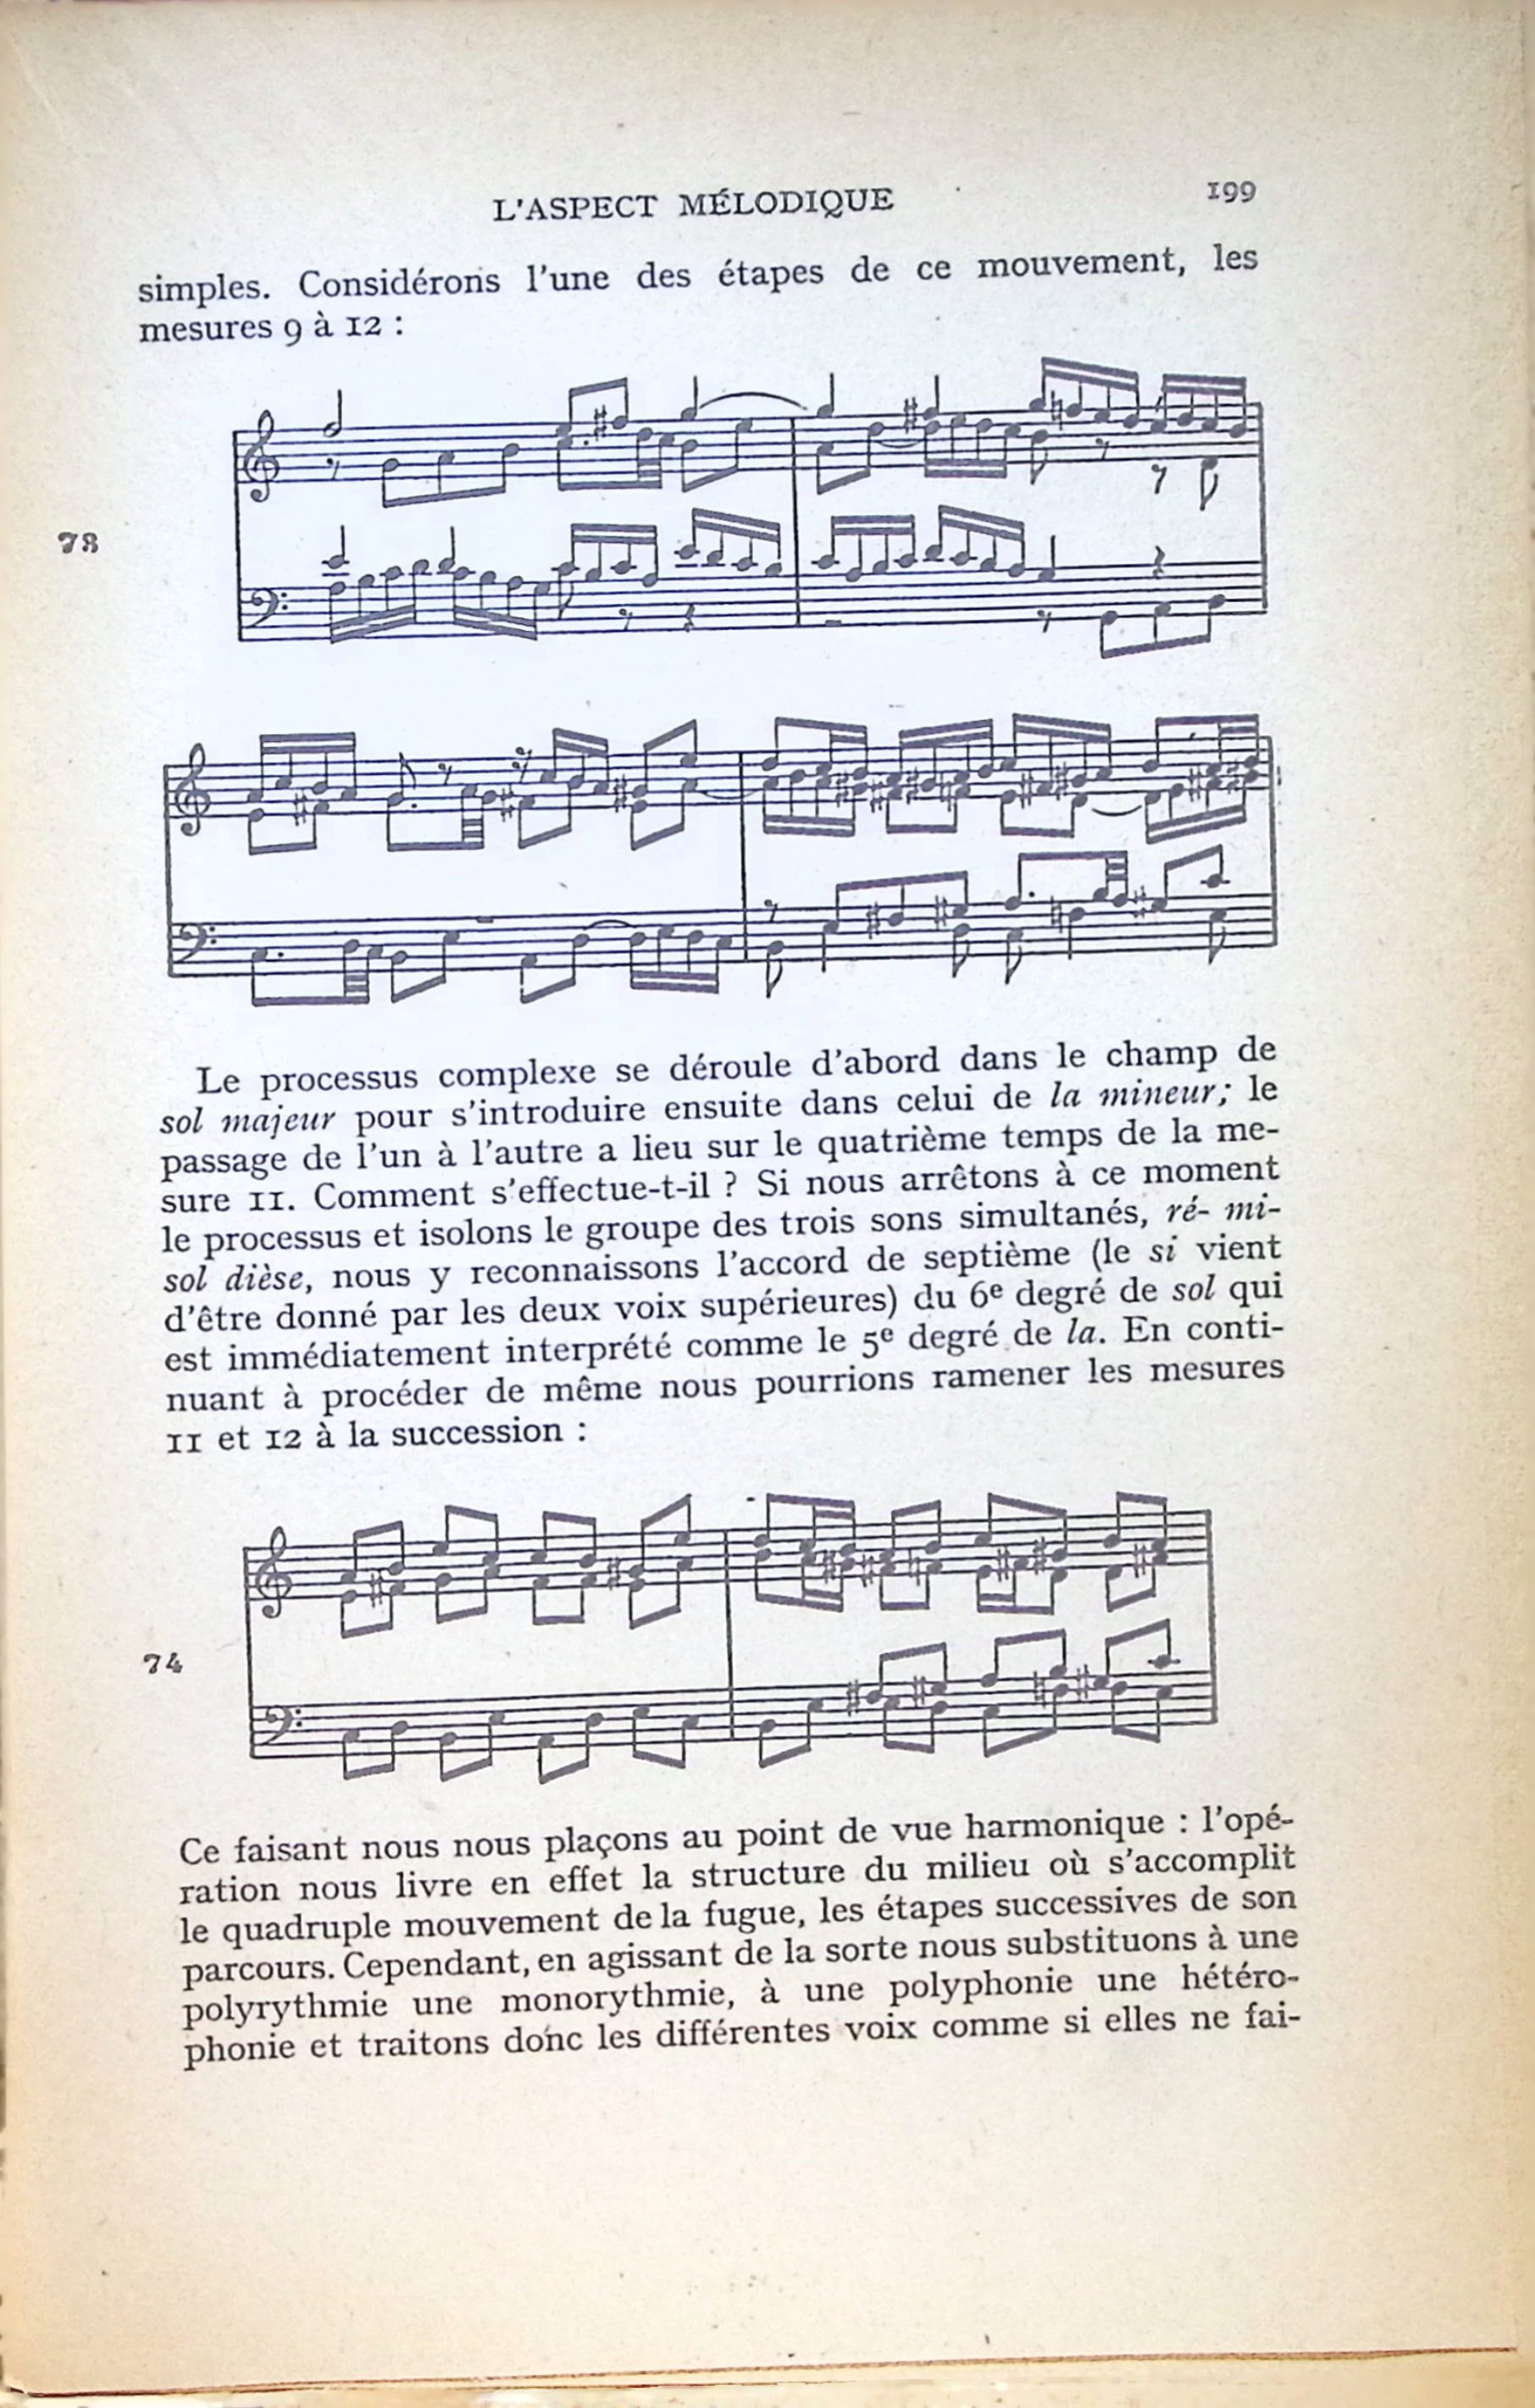 L'ASPECT MÉLODIQUE 199
simples. Considérons l'une des étapes de ce mouvement, les
mesures 9 à 12 :
73
Le processus complexe se déroule d'abord dans le champ de
sol majeur pour s'introduire ensuite dans celui de la mineur; le
passage de l'un à l'autre a lieu sur le quatrième temps de la me-
sure 11. Comment s'effectue-t-il ? Si nous arrêtons à ce moment
le processus et isolons le groupe des trois sons simultanés, ré- mi-
sol dièse, nous y reconnaissons l'accord de septième (le si vient
d'être donné par les deux voix supérieures) du 6e degré de sol qui
est immédiatement interprété comme le 5e degré de la. En conti-
nuant à procéder de même nous pourrions ramener les mesures
11 et 12 à la succession :
74
Ce faisant nous nous plaçons au point de vue harmonique : l'opé-
ration nous livre en effet la structure du milieu où s'accomplit
le quadruple mouvement de la fugue, les étapes successives de son
parcours. Cependant, en agissant de la sorte nous substituons à une
polyrythmie une monorythmie, à une polyphonie une hétéro-
phonie et traitons donc les différentes voix comme si elles ne fai-